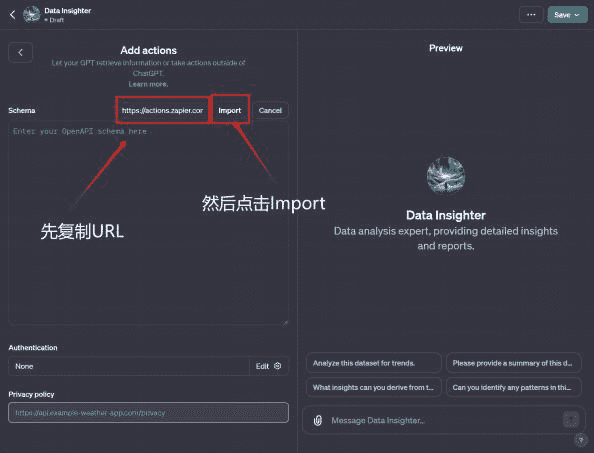 Data Insighter
Draft
Save
Add actions
Let your GPT retrieve information or take actions outside of
ChatGPT.
Learn more.
Schema
https://actions.zapier.cor
Import
Cancel
Enter your OpenAPI schema here
先复制URL
然后点击Import
Authentication
None
Edit
Privacy policy
https://api.example-weather-app.com/privacy
Preview
Data Insighter
Data analysis expert, providing detailed insights
and reports.
Analyze this dataset for trends.
Please provide a summary of this d...
What insights can you derive from t...
Can you identify any patterns in thi...
Message Data Insighter...
?